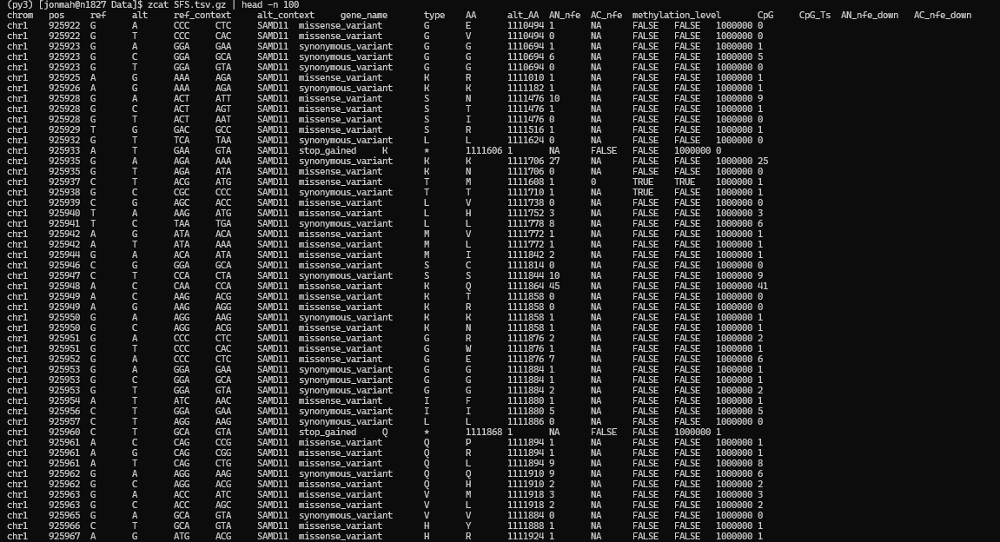 (py3) [jonmah@n1827 Data]$ zcat SFS.tsv.gz | head -n 100
chrom pos ref alt ref_context alt_context gene_name type AA alt_AA AN_nfe AC_nfe methylation_level CpG CpG_Ts AN_nfe_down AC_nfe_down
chr1 925922 G A CCC CTC SAMD11 missense_variant G E 1110494 1 NA FALSE FALSE 1000000 0
chr1 925922 G T CCC CAC SAMD11 missense_variant G V 1110494 0 NA FALSE FALSE 1000000 0
chr1 925923 G A GGA GAA SAMD11 synonymous_variant G G 1110694 1 NA FALSE FALSE 1000000 1
chr1 925923 G C GGA GCA SAMD11 synonymous_variant G G 1110694 6 NA FALSE FALSE 1000000 5
chr1 925923 G T GGA GTA SAMD11 synonymous_variant G G 1110694 0 NA FALSE FALSE 1000000 0
chr1 925925 A G AAA AGA SAMD11 missense_variant K R 1111010 1 NA FALSE FALSE 1000000 1
chr1 925926 A G AAA AGA SAMD11 synonymous_variant K K 1111182 1 NA FALSE FALSE 1000000 1
chr1 925928 G A ACT ATT SAMD11 missense_variant S N 1111476 10 NA FALSE FALSE 1000000 9
chr1 925928 G C ACT AGT SAMD11 missense_variant S T 1111476 1 NA FALSE FALSE 1000000 1
chr1 925928 G T ACT AAT SAMD11 missense_variant S I 1111476 0 NA FALSE FALSE 1000000 0
chr1 925929 T G GAC GCC SAMD11 missense_variant S R 1111516 1 NA FALSE FALSE 1000000 1
chr1 925932 G T TCA TAA SAMD11 synonymous_variant L L 1111624 0 NA FALSE FALSE 1000000 0
chr1 925933 A T GAA GTA SAMD11 stop_gained K * 1111606 1 NA FALSE FALSE 1000000 0
chr1 925935 G A AGA AAA SAMD11 synonymous_variant K K 1111706 27 NA FALSE FALSE 1000000 25
chr1 925935 G T AGA ATA SAMD11 missense_variant K N 1111706 0 NA FALSE FALSE 1000000 0
chr1 925937 C T ACG ATG SAMD11 missense_variant T M 1111608 1 0 TRUE TRUE 1000000 1
chr1 925938 G C CGC CCC SAMD11 synonymous_variant T T 1111710 1 NA TRUE FALSE 1000000 1
chr1 925939 C G AGC ACC SAMD11 missense_variant L V 1111738 0 NA FALSE FALSE 1000000 0
chr1 925940 T A AAG ATG SAMD11 missense_variant L H 1111752 3 NA FALSE FALSE 1000000 3
chr1 925941 T C TAA TGA SAMD11 synonymous_variant L L 1111778 8 NA FALSE FALSE 1000000 6
chr1 925942 A G ATA ACA SAMD11 missense_variant M V 1111772 1 NA FALSE FALSE 1000000 1
chr1 925942 A T ATA AAA SAMD11 missense_variant M L 1111772 1 NA FALSE FALSE 1000000 1
chr1 925944 G A ACA ATA SAMD11 missense_variant M I 1111842 2 NA FALSE FALSE 1000000 1
chr1 925946 C G GGA GCA SAMD11 missense_variant S C 1111814 0 NA FALSE FALSE 1000000 0
chr1 925947 C T CCA CTA SAMD11 synonymous_variant S S 1111844 10 NA FALSE FALSE 1000000 9
chr1 925948 A C CAA CCA SAMD11 missense_variant K Q 1111864 45 NA FALSE FALSE 1000000 41
chr1 925949 A C AAG ACG SAMD11 missense_variant K T 1111858 0 NA FALSE FALSE 1000000 0
chr1 925949 A G AAG AGG SAMD11 missense_variant K R 1111858 0 NA FALSE FALSE 1000000 0
chr1 925950 G A AGG AAG SAMD11 synonymous_variant K K 1111858 1 NA FALSE FALSE 1000000 1
chr1 925950 G C AGG ACG SAMD11 missense_variant K N 1111858 1 NA FALSE FALSE 1000000 1
chr1 925951 G A CCC CTC SAMD11 missense_variant G R 1111876 2 NA FALSE FALSE 1000000 2
chr1 925951 G T CCC CAC SAMD11 missense_variant G W 1111876 1 NA FALSE FALSE 1000000 1
chr1 925952 G A CCC CTC SAMD11 missense_variant G E 1111876 7 NA FALSE FALSE 1000000 6
chr1 925953 G A GGA GAA SAMD11 synonymous_variant G G 1111884 1 NA FALSE FALSE 1000000 1
chr1 925953 G C GGA GCA SAMD11 synonymous_variant G G 1111884 1 NA FALSE FALSE 1000000 1
chr1 925953 G T GGA GTA SAMD11 synonymous_variant G G 1111884 2 NA FALSE FALSE 1000000 2
chr1 925954 A T ATC AAC SAMD11 missense_variant I F 1111880 1 NA FALSE FALSE 1000000 1
chr1 925956 C T GGA GAA SAMD11 synonymous_variant I I 1111880 5 NA FALSE FALSE 1000000 5
chr1 925957 C T AGG AAG SAMD11 synonymous_variant L L 1111886 0 NA FALSE FALSE 1000000 0
chr1 925960 C T GCA GTA SAMD11 stop_gained Q * 1111868 1 NA FALSE FALSE 1000000 1
chr1 925961 A C CAG CCG SAMD11 missense_variant Q P 1111894 1 NA FALSE FALSE 1000000 1
chr1 925961 A G CAG CGG SAMD11 missense_variant Q R 1111894 1 NA FALSE FALSE 1000000 1
chr1 925961 A T CAG CTG SAMD11 missense_variant Q L 1111894 9 NA FALSE FALSE 1000000 8
chr1 925962 G A AGG AAG SAMD11 synonymous_variant Q Q 1111910 9 NA FALSE FALSE 1000000 6
chr1 925962 G C AGG ACG SAMD11 missense_variant Q H 1111910 2 NA FALSE FALSE 1000000 2
chr1 925963 G A ACC ATC SAMD11 missense_variant V M 1111918 3 NA FALSE FALSE 1000000 3
chr1 925963 G C ACC AGC SAMD11 missense_variant V L 1111918 2 NA FALSE FALSE 1000000 2
chr1 925965 G A GCA GTA SAMD11 synonymous_variant V V 1111884 0 NA FALSE FALSE 1000000 0
chr1 925966 C T GCA GTA SAMD11 missense_variant H Y 1111888 1 NA FALSE FALSE 1000000 1
chr1 925967 A G ATG ACG SAMD11 missense_variant H R 1111924 1 NA FALSE FALSE 1000000 1